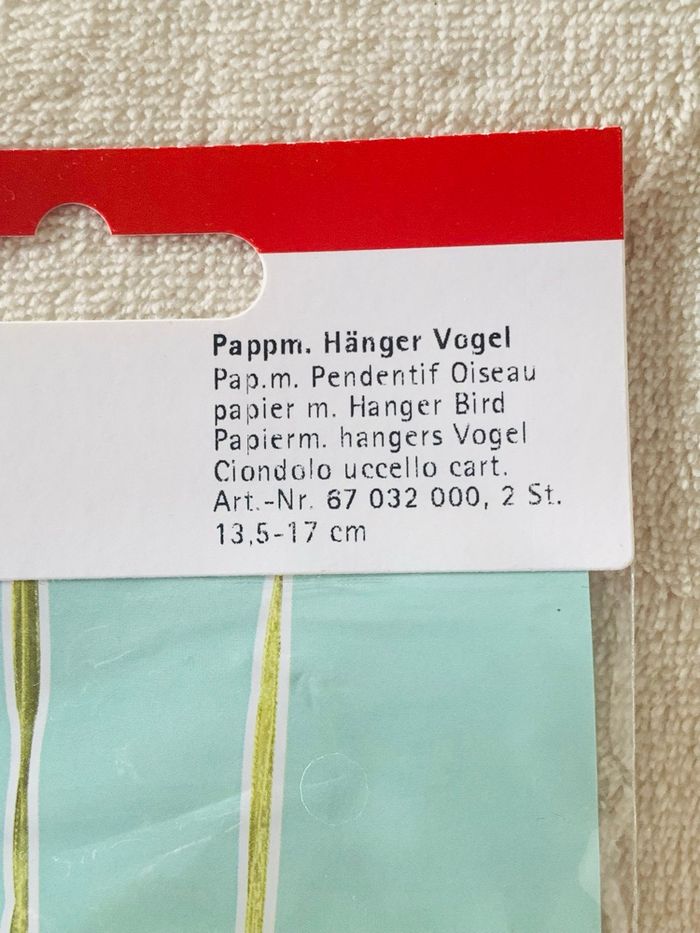 Pappm. Hänger Vogel
Pap.m. Pendentif Oiseau
papier m. Hanger Bird
Papierm. hangers Vogel
Ciondolo uccello cart.
Art.-Nr. 67 032 000, 2 St.
13,5-17 cm